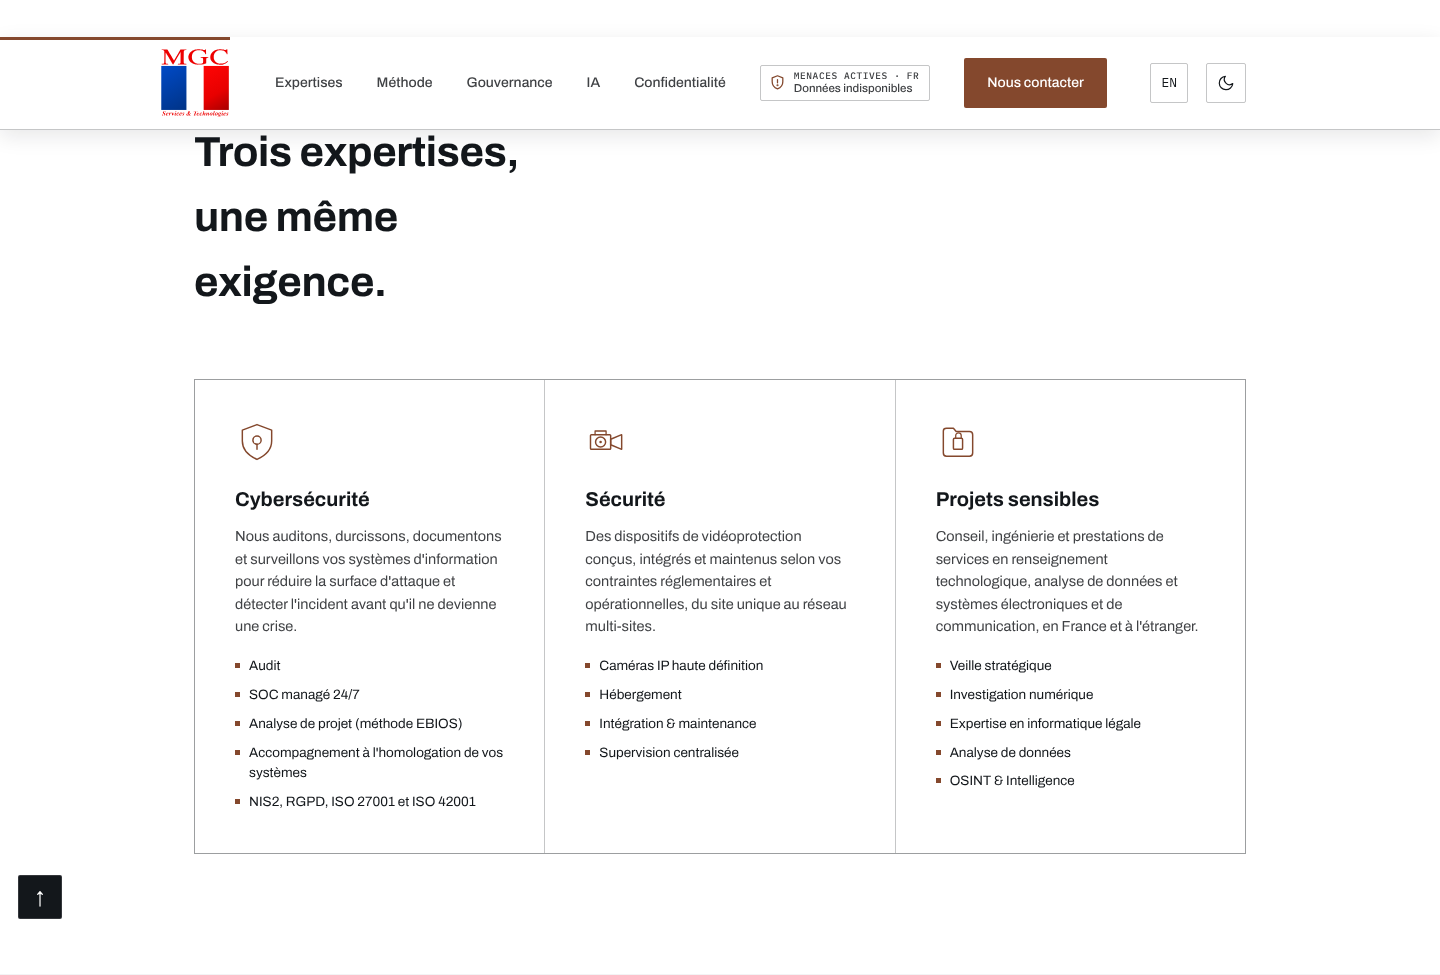 MGC
Services & Technologies
Expertises
Méthode
Gouvernance
IA
Confidentialité
MENACES ACTIVES · FR
Données indisponibles
Nous contacter
EN
Trois expertises,
une même
exigence.
Cybersécurité
Nous auditons, durcissons, documentons
et surveillons vos systèmes d'information
pour réduire la surface d'attaque et
détecter l'incident avant qu'il ne devienne
une crise.
Audit
SOC managé 24/7
Analyse de projet (méthode EBIOS)
Accompagnement à l'homologation de vos
systèmes
NIS2, RGPD, ISO 27001 et ISO 42001
Sécurité
Des dispositifs de vidéoprotection
conçus, intégrés et maintenus selon vos
contraintes réglementaires et
opérationnelles, du site unique au réseau
multi-sites.
Caméras IP haute définition
Hébergement
Intégration & maintenance
Supervision centralisée
Projets sensibles
Conseil, ingénierie et prestations de
services en renseignement
technologique, analyse de données et
systèmes électroniques et de
communication, en France et à l'étranger.
Veille stratégique
Investigation numérique
Expertise en informatique légale
Analyse de données
OSINT & Intelligence
↑